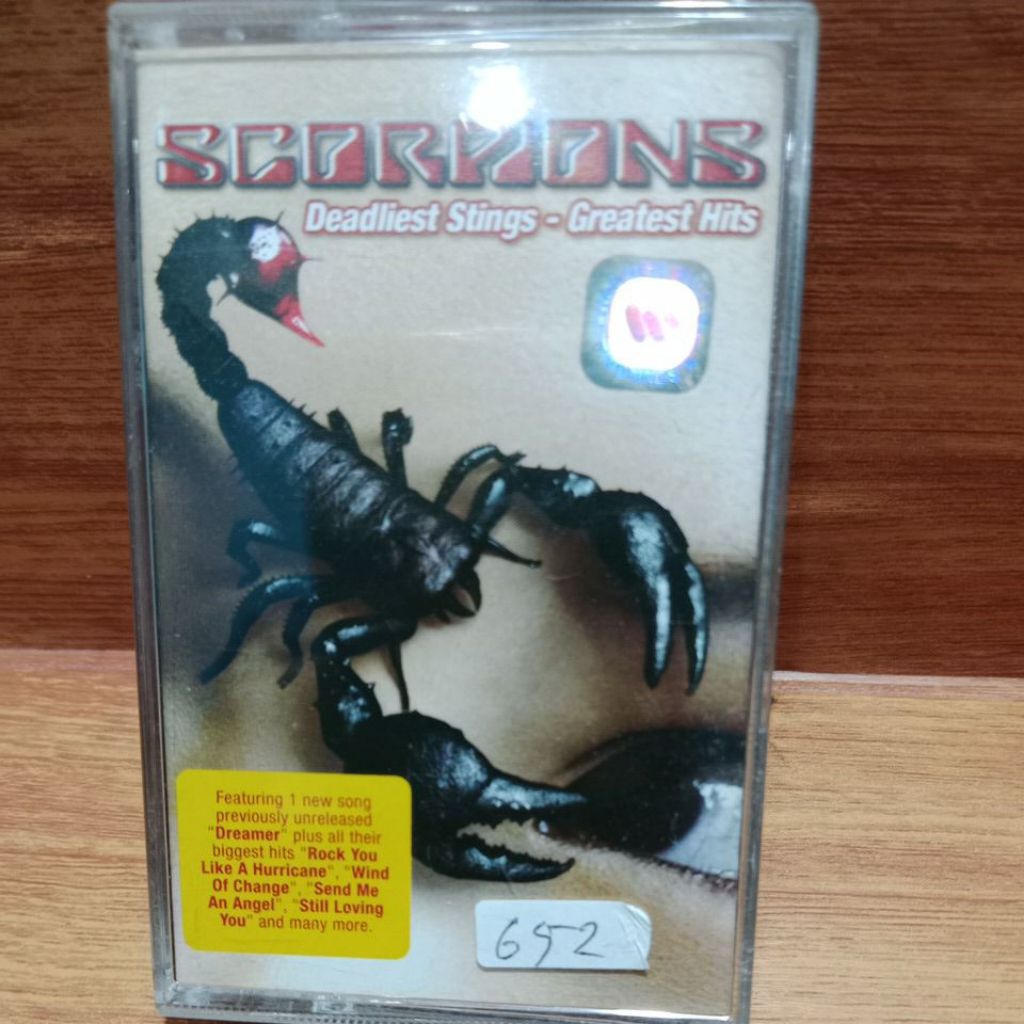 SCORPIONS
Deadliest Stings - Greatest Hits
Featuring 1 new song
previously unreleased
"Dreamer" plus all their
biggest hits "Rock You
Like A Hurricane", "Wind
Of Change", "Send Me
An Angel", "Still Loving
You" and many more.
652